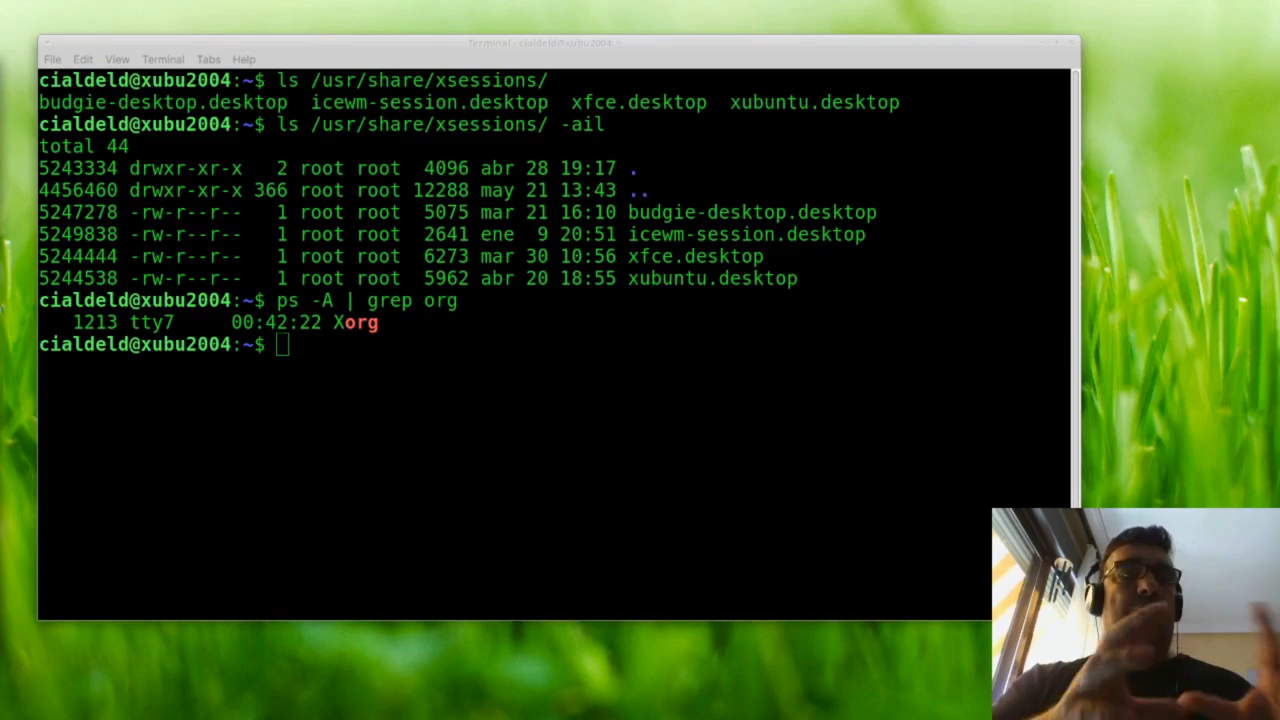 Terminal - cialdeld@xubu2004: ~
File Edit View Terminal Tabs Help
cialdeld@xubu2004:~$ ls /usr/share/xsessions/
budgie-desktop.desktop  icewm-session.desktop  xfce.desktop  xubuntu.desktop
cialdeld@xubu2004:~$ ls /usr/share/xsessions/ -ail
total 44
5243334 drwxr-xr-x   2 root root  4096 abr 28 19:17 .
4456460 drwxr-xr-x 366 root root 12288 may 21 13:43 ..
5247278 -rw-r--r--   1 root root  5075 mar 21 16:10 budgie-desktop.desktop
5249838 -rw-r--r--   1 root root  2641 ene  9 20:51 icewm-session.desktop
5244444 -rw-r--r--   1 root root  6273 mar 30 10:56 xfce.desktop
5244538 -rw-r--r--   1 root root  5962 abr 20 18:55 xubuntu.desktop
cialdeld@xubu2004:~$ ps -A | grep org
   1213 tty7     00:42:22 Xorg
cialdeld@xubu2004:~$